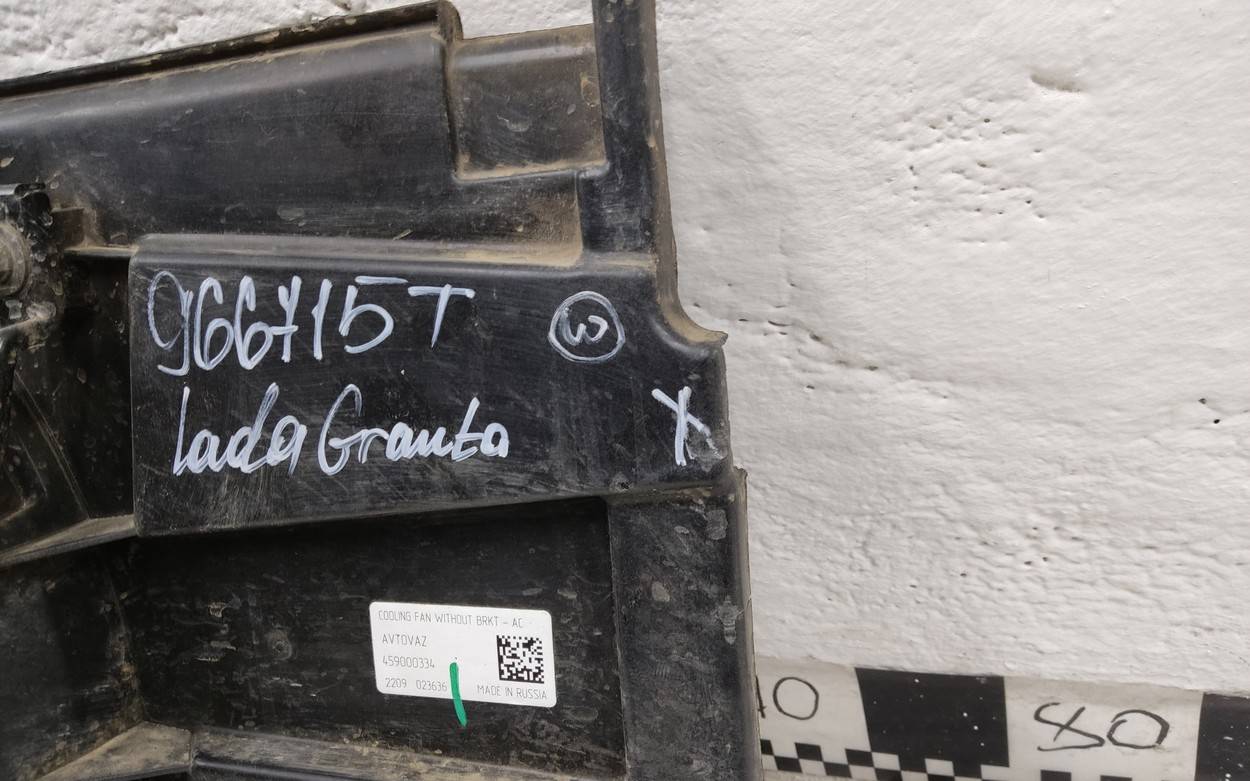 966715T
W
Lada Granta
X
COOLING FAN WITHOUT BRKT - AC
AVTOVAZ
459000334
2209 023636 MADE IN RUSSIA
80